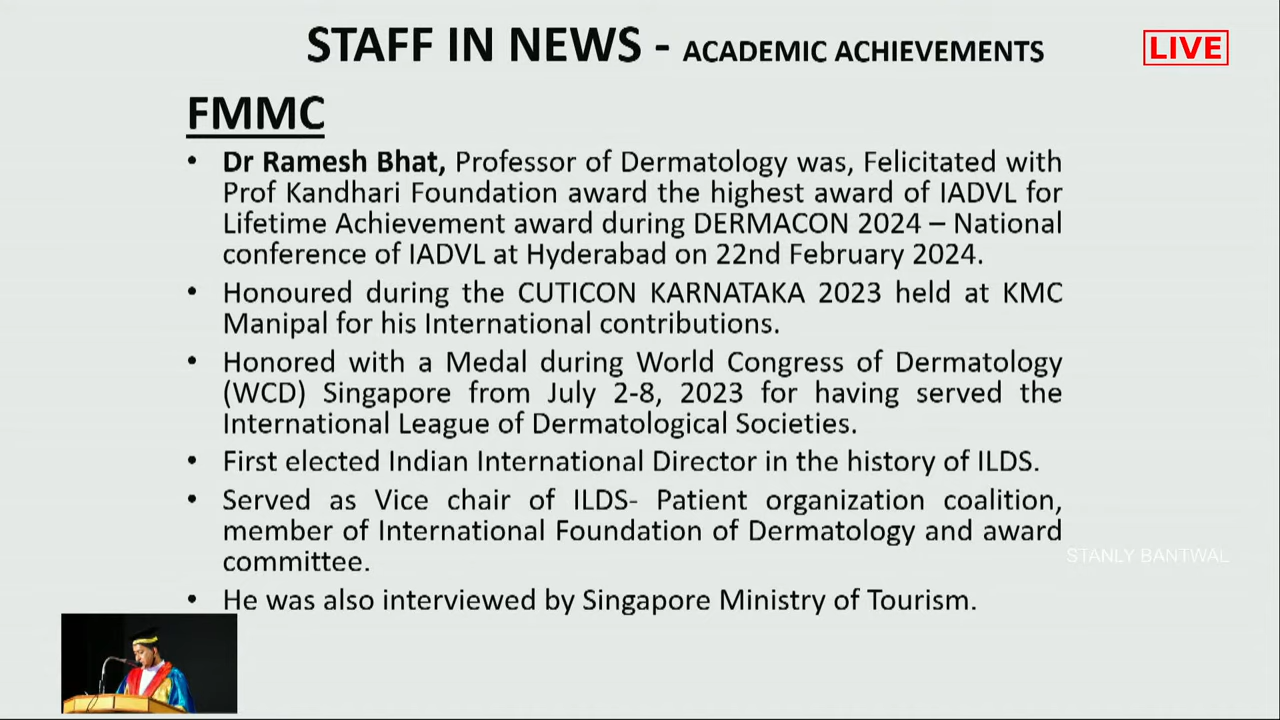 STAFF IN NEWS - ACADEMIC ACHIEVEMENTS
LIVE
FMMC
• Dr Ramesh Bhat, Professor of Dermatology was, Felicitated with
Prof Kandhari Foundation award the highest award of IADVL for
Lifetime Achievement award during DERMACON 2024 – National
conference of IADVL at Hyderabad on 22nd February 2024.
• Honoured during the CUTICON KARNATAKA 2023 held at KMC
Manipal for his International contributions.
• Honored with a Medal during World Congress of Dermatology
(WCD) Singapore from July 2-8, 2023 for having served the
International League of Dermatological Societies.
• First elected Indian International Director in the history of ILDS.
• Served as Vice chair of ILDS- Patient organization coalition,
member of International Foundation of Dermatology and award
committee.
STANLY BANTWAL
• He was also interviewed by Singapore Ministry of Tourism.